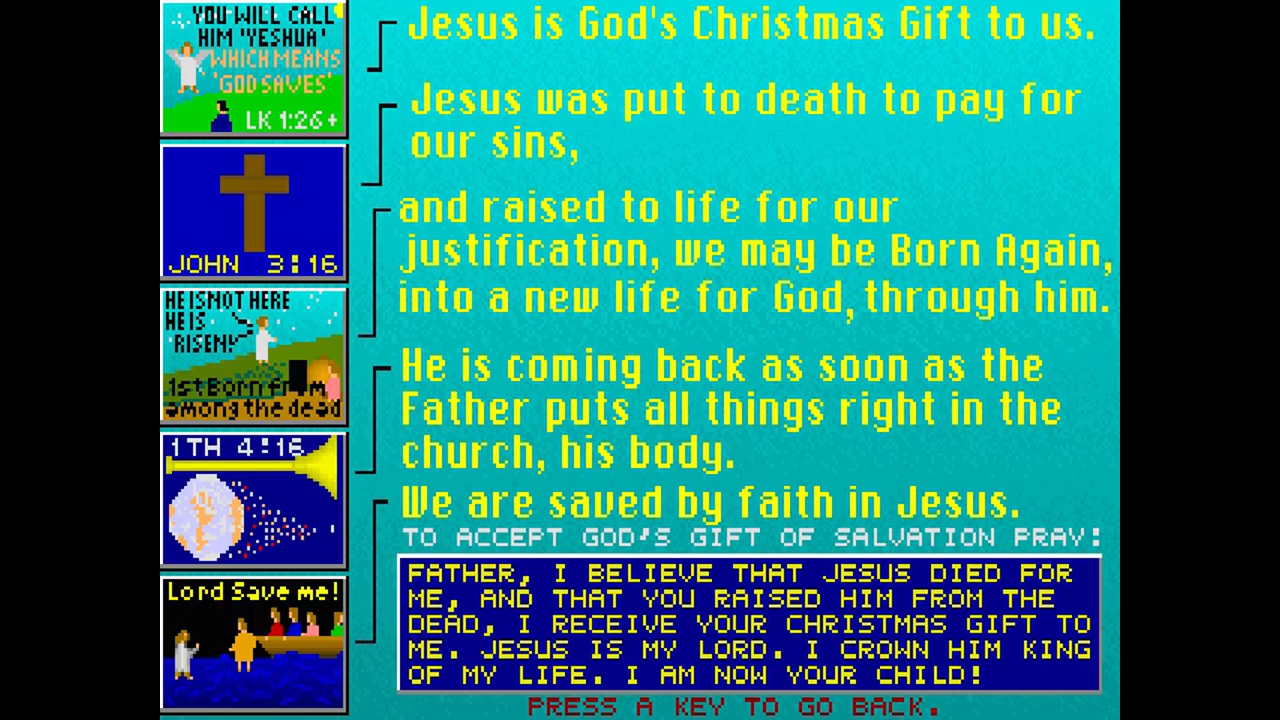 YOU WILL CALL
HIM 'YESHUA'
WHICH MEANS
'GOD SAVES'
LK 1:26+
Jesus is God's Christmas Gift to us.
JOHN 3:16
Jesus was put to death to pay for
our sins,
HE IS NOT HERE
HE IS
RISEN!
1st Born from
among the dead
and raised to life for our
justification, we may be Born Again,
into a new life for God, through him.
1TH 4:16
He is coming back as soon as the
Father puts all things right in the
church, his body.
Lord Save me!
We are saved by faith in Jesus.
TO ACCEPT GOD'S GIFT OF SALVATION PRAY:
FATHER, I BELIEVE THAT JESUS DIED FOR
ME, AND THAT YOU RAISED HIM FROM THE
DEAD, I RECEIVE YOUR CHRISTMAS GIFT TO
ME. JESUS IS MY LORD. I CROWN HIM KING
OF MY LIFE. I AM NOW YOUR CHILD!
PRESS A KEY TO GO BACK.